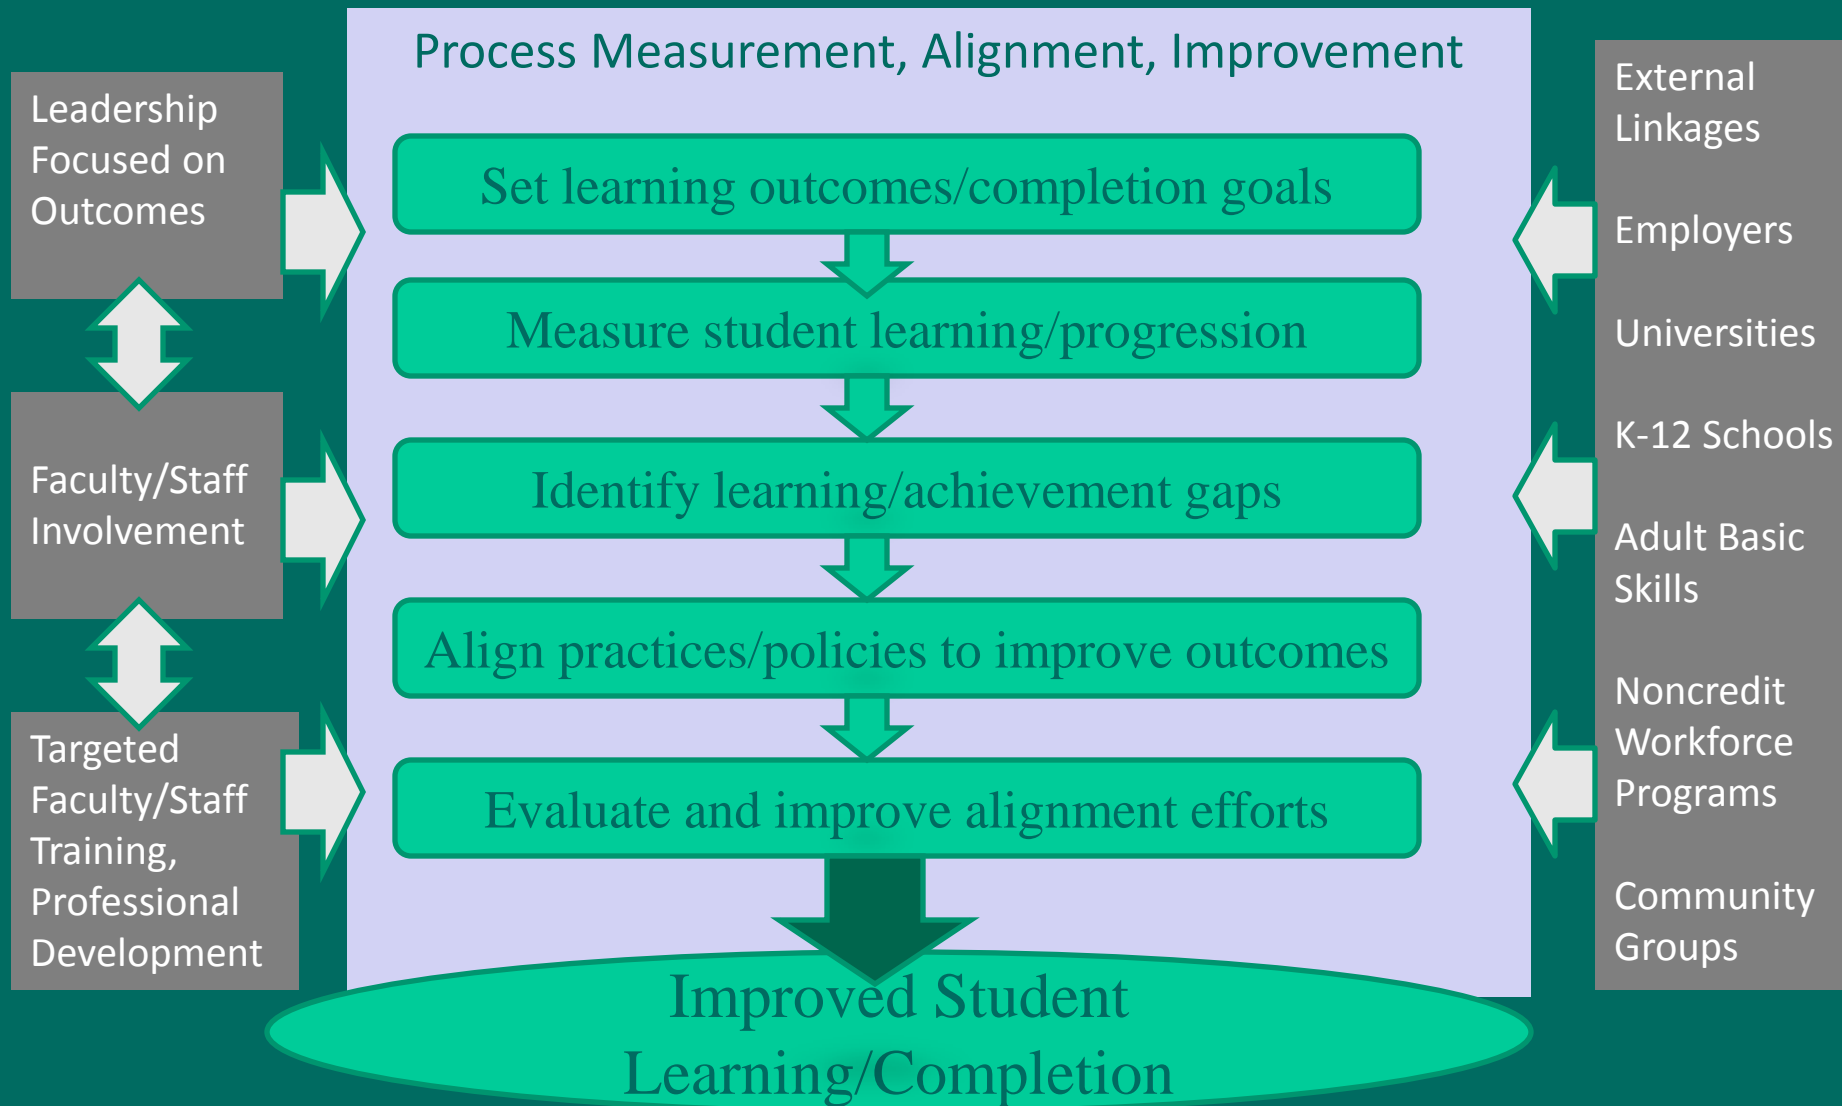 Process Measurement, Alignment, Improvement
Leadership
Focused on
Outcomes
Faculty/Staff
Involvement
Targeted
Faculty/Staff
Training,
Professional
Development
Set learning outcomes/completion goals
Measure student learning/progression
Identify learning/achievement gaps
Align practices/policies to improve outcomes
Evaluate and improve alignment efforts
Improved Student
Learning/Completion
External
Linkages
Employers
Universities
K-12 Schools
Adult Basic
Skills
Noncredit
Workforce
Programs
Community
Groups